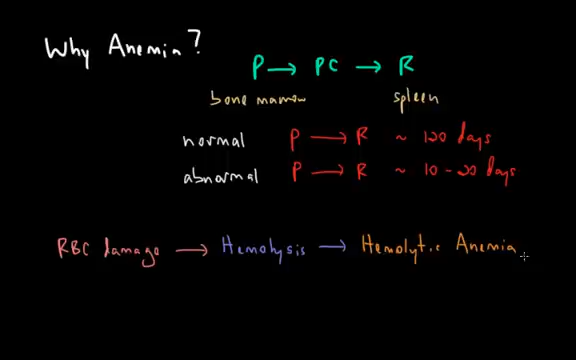 Why Anemia?
P → PC → R
bone marrow spleen
normal P → R ~ 120 days
abnormal P → R ~ 10-20 days
RBC damage → Hemolysis → Hemolytic Anemia